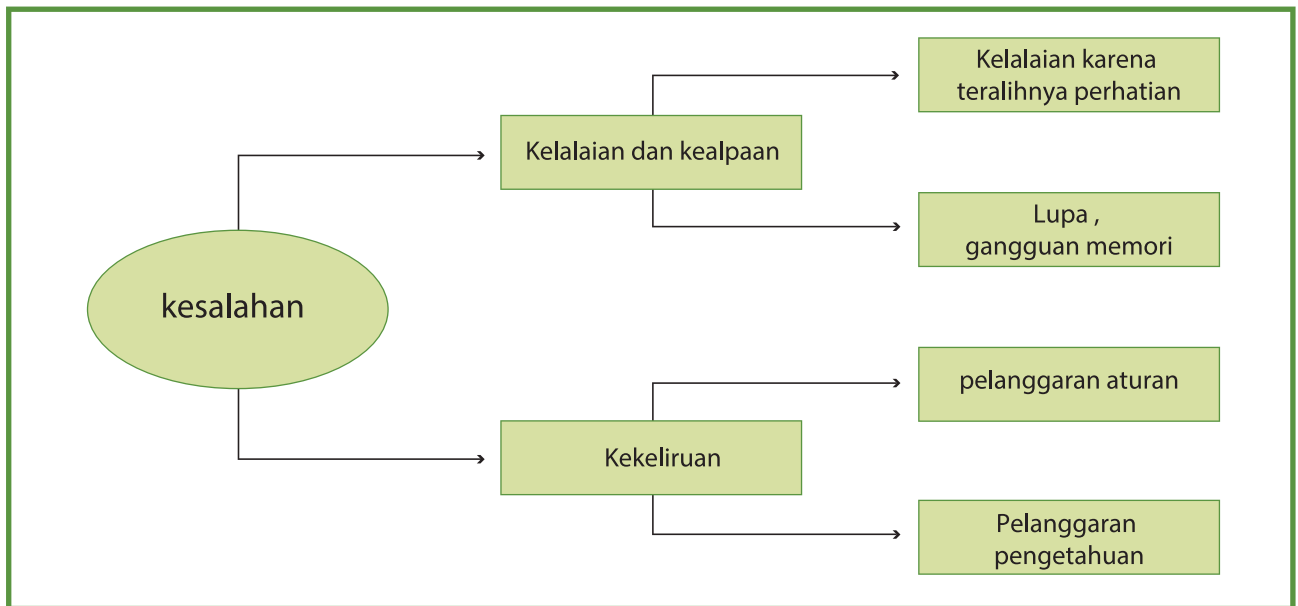 kesalahan
Kelalaian dan kealpaan
Kelalaian karena
teralihnya perhatian
Lupa ,
gangguan memori
Kekeliruan
pelanggaran aturan
Pelanggaran
pengetahuan